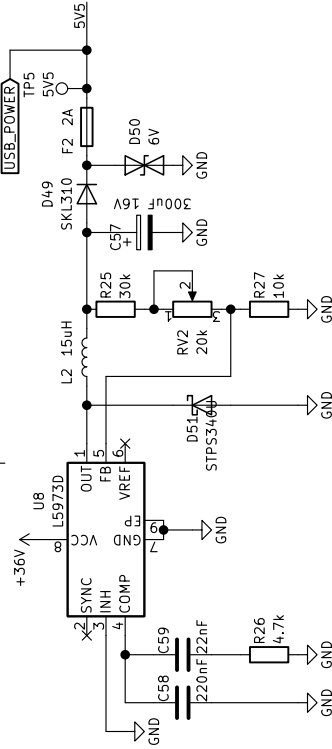 5V5
USB_POWER
TP5
5V5
F2 2A
D50
6V
GND
D49
SKL310
C57
300uF 16V
+
GND
R25
30k
1
2
3
RV2
20k
R27
10k
GND
L2 15uH
D51
STPS340U
GND
U8
L5973D
1
OUT
5
FB
6
VREF
+36V
8
VCC
EP
9
GND
7
GND
SYNC
2
INH
3
COMP
4
C59
22nF
R26
4.7k
GND
C58
220nF
GND
GND